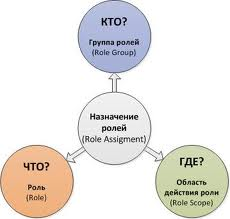 КТО?
Группа ролей
(Role Group)
Назначение
ролей
(Role Assigment)
ЧТО?
Роль
(Role)
ГДЕ?
Область
действия роли
(Role Scope)